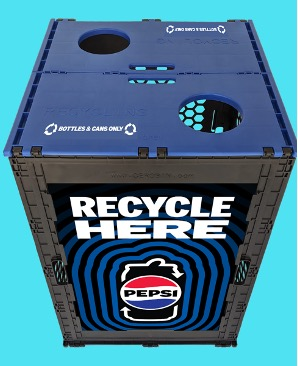 BOTTLES & CANS ONLY
BOTTLES & CANS ONLY
RECYCLE
HERE
PEPSI